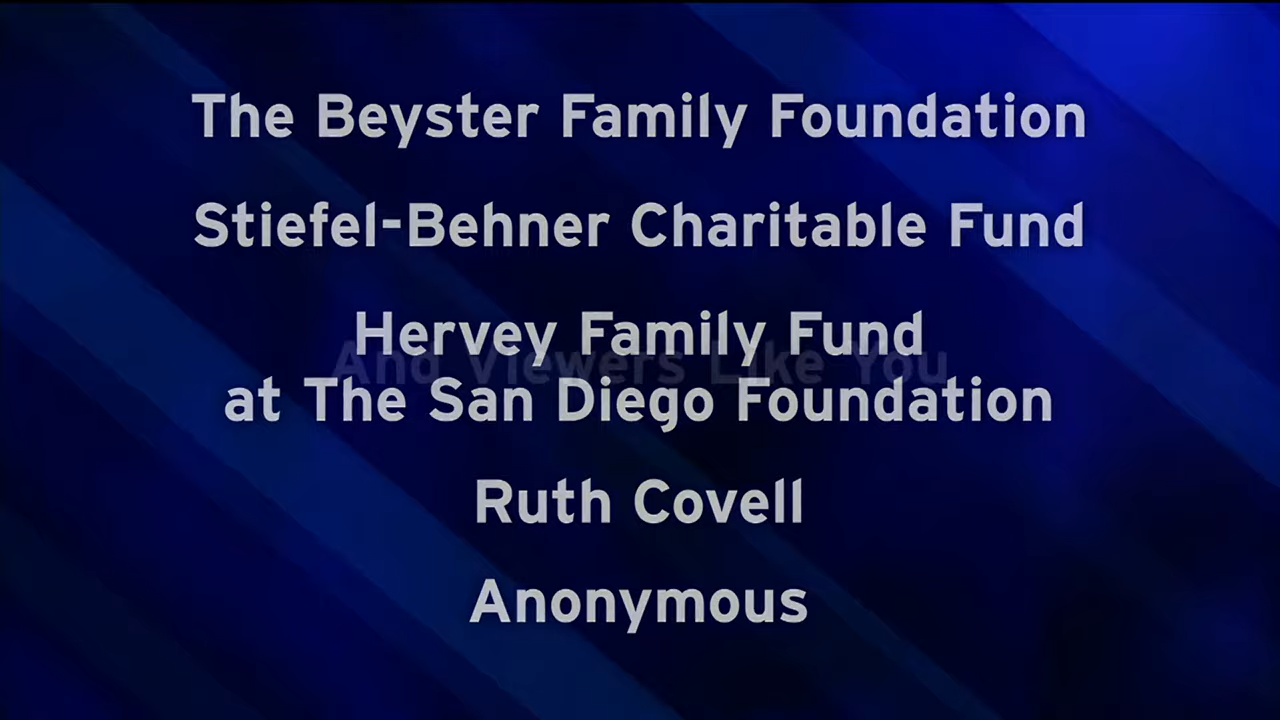 The Beyster Family Foundation
Stiefel-Behner Charitable Fund
Hervey Family Fund
And Viewers Like You
at The San Diego Foundation
Ruth Covell
Anonymous